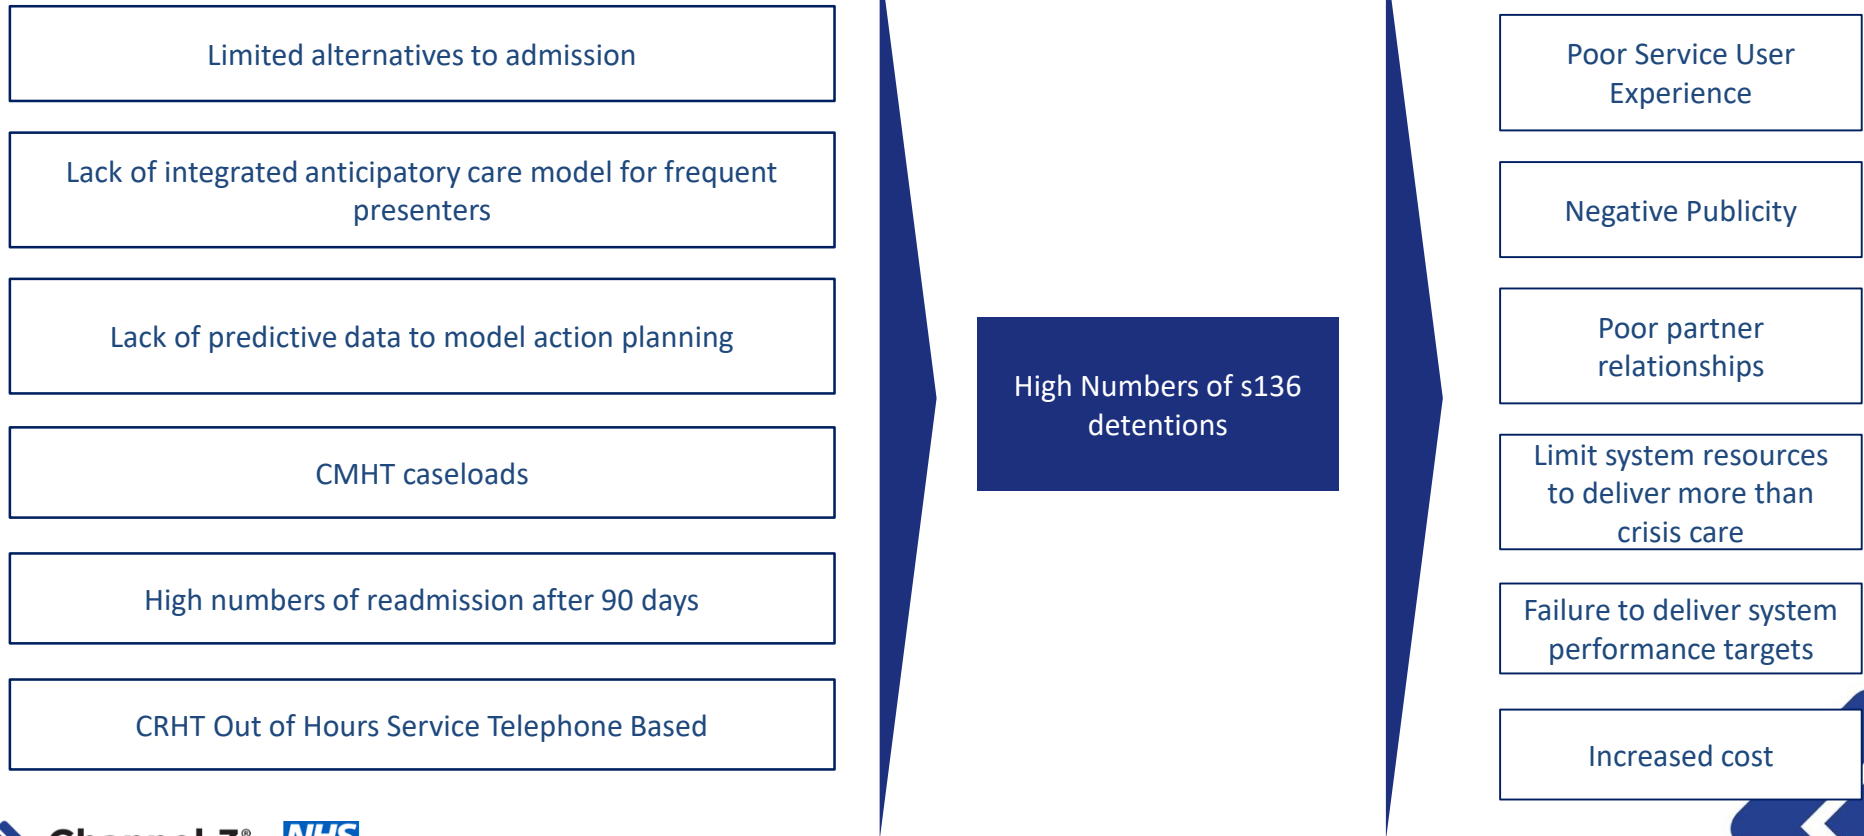 Limited alternatives to admission
Lack of integrated anticipatory care model for frequent
presenters
Lack of predictive data to model action planning
CMHT caseloads
High numbers of readmission after 90 days
CRHT Out of Hours Service Telephone Based
High Numbers of s136
detentions
Poor Service User
Experience
Negative Publicity
Poor partner
relationships
Limit system resources
to deliver more than
crisis care
Failure to deliver system
performance targets
Increased cost
Channel 3®
NHS